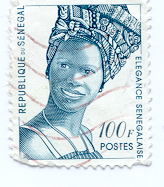 REPUBLIQUE DU SENEGAL
ELEGANCE SENEGALAISE
100F
POSTES